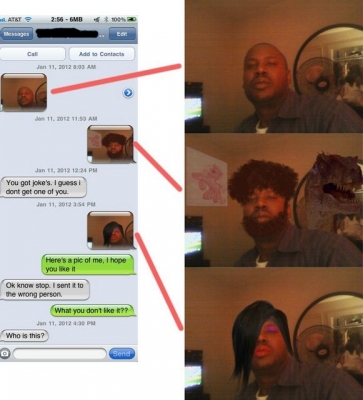 AT&T 2:56 - 6MB 100%
Messages Edit
Call Add to Contacts
Jan 11, 2012 8:03 AM
Jan 11, 2012 11:53 AM
Jan 11, 2012 12:24 PM
You got joke's. I guess i
dont get one of you.
Jan 11, 2012 3:54 PM
Here's a pic of me, I hope
you like it
Ok know stop. I sent it to
the wrong person.
What you don't like it??
Jan 11, 2012 4:30 PM
Who is this?
Send